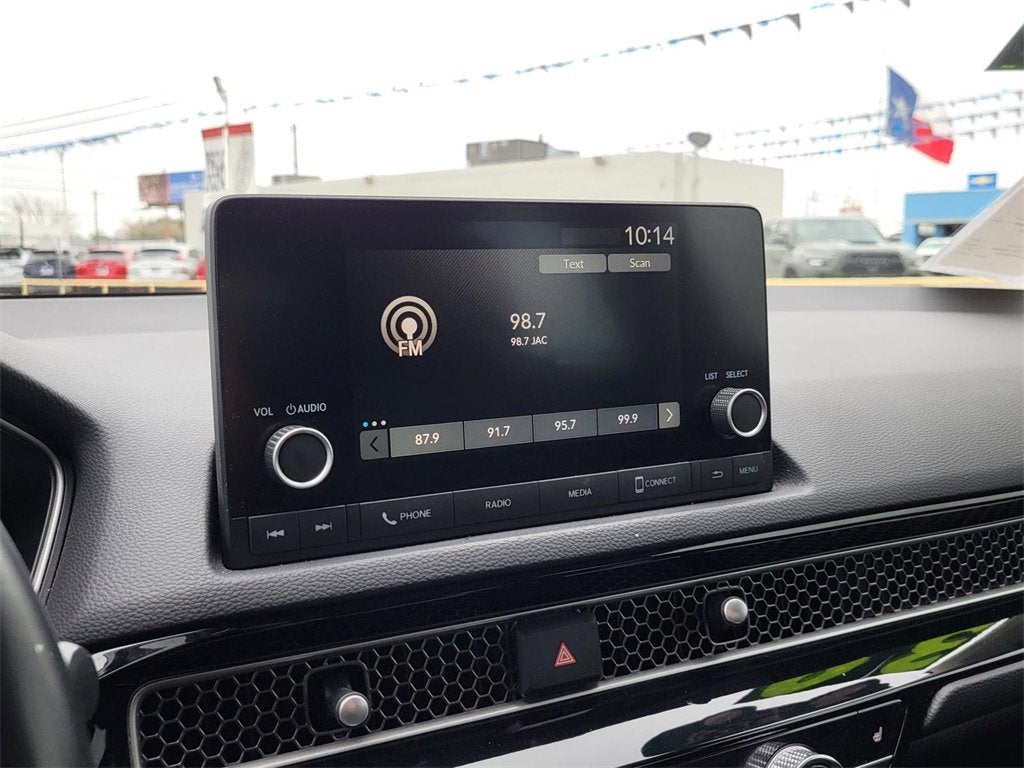 10:14
Text Scan
FM
98.7
98.7 JAC
LIST SELECT
VOL AUDIO
87.9 91.7 95.7 99.9
PHONE RADIO MEDIA CONNECT MENU